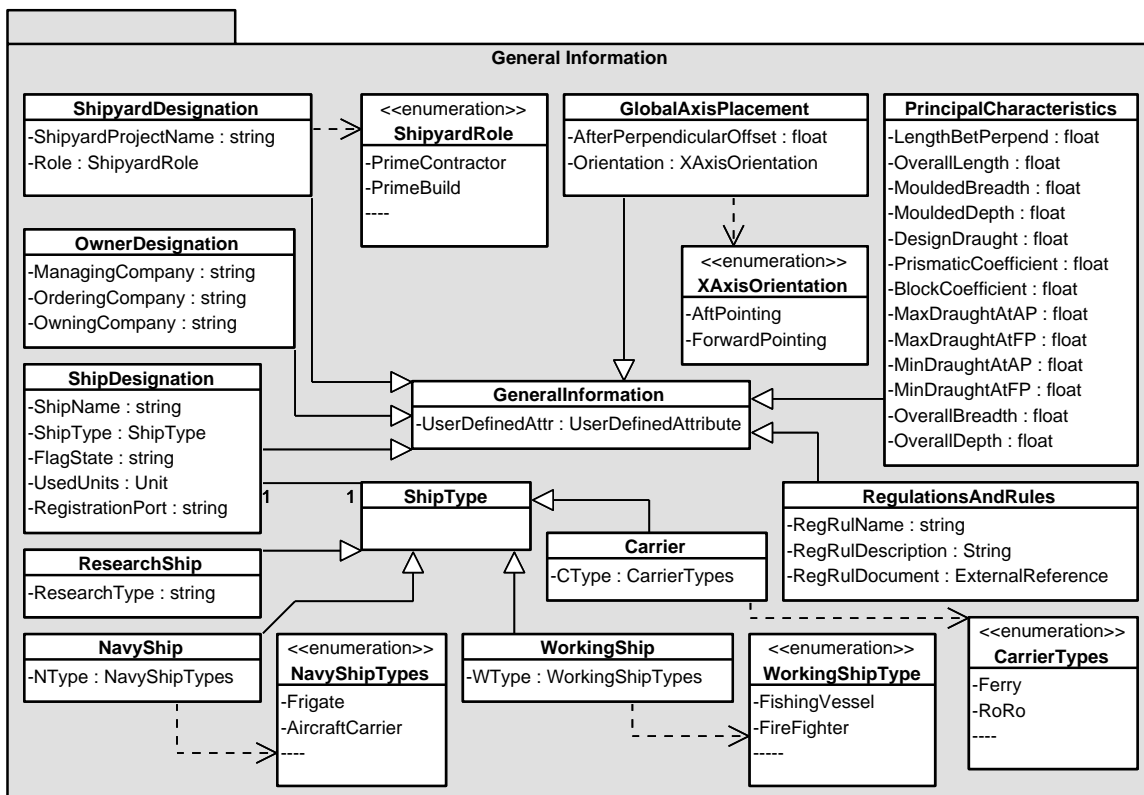 General Information
ShipyardDesignation
-ShipyardProjectName : string
-Role : ShipyardRole
<<enumeration>>
ShipyardRole
-PrimeContractor
-PrimeBuild
----
GlobalAxisPlacement
-AfterPerpendicularOffset : float
-Orientation : XAxisOrientation
PrincipalCharacteristics
-LengthBetPerpend : float
-OverallLength : float
-MouldedBreadth : float
-MouldedDepth : float
-DesignDraught : float
-PrismaticCoefficient : float
-BlockCoefficient : float
-MaxDraughtAtAP : float
-MaxDraughtAtFP : float
-MinDraughtAtAP : float
-MinDraughtAtFP : float
-OverallBreadth : float
-OverallDepth : float
OwnerDesignation
-ManagingCompany : string
-OrderingCompany : string
-OwningCompany : string
<<enumeration>>
XAxisOrientation
-AftPointing
-ForwardPointing
ShipDesignation
-ShipName : string
-ShipType : ShipType
-FlagState : string
-UsedUnits : Unit
-RegistrationPort : string
GeneralInformation
-UserDefinedAttr : UserDefinedAttribute
1
1
ShipType
RegulationsAndRules
-RegRulName : string
-RegRulDescription : String
-RegRulDocument : ExternalReference
ResearchShip
-ResearchType : string
Carrier
-CType : CarrierTypes
NavyShip
-NType : NavyShipTypes
<<enumeration>>
NavyShipTypes
-Frigate
-AircraftCarrier
----
WorkingShip
-WType : WorkingShipTypes
<<enumeration>>
WorkingShipType
-FishingVessel
-FireFighter
-----
<<enumeration>>
CarrierTypes
-Ferry
-RoRo
----